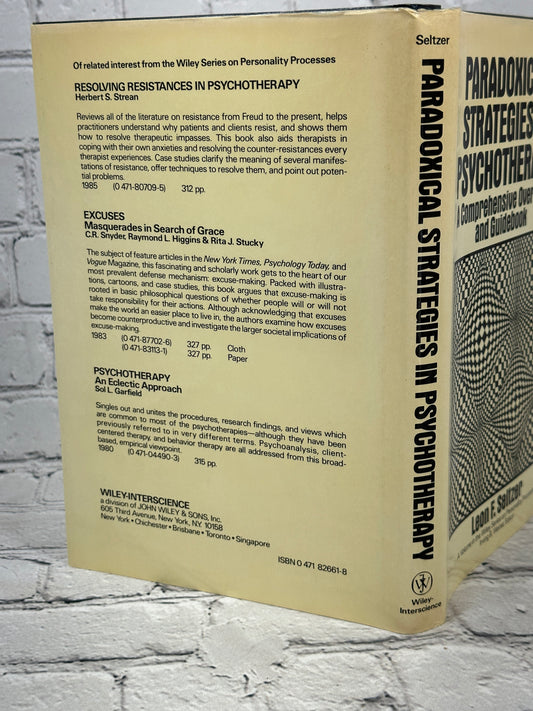 Of related interest from the Wiley Series on Personality Processes
RESOLVING RESISTANCES IN PSYCHOTHERAPY
Herbert S. Strean
Reviews all of the literature on resistance from Freud to the present, helps
practitioners understand why patients and clients resist, and shows them
how to resolve therapeutic impasses. This book also aids therapists in
coping with their own anxieties and resolving the counter-resistances every
therapist experiences. Case studies clarify the meaning of several manifes-
tations of resistance, offer techniques to resolve them, and point out poten-
tial problems.
1985 (0 471-80709-5) 312 pp.
EXCUSES
Masquerades in Search of Grace
C.R. Snyder, Raymond L. Higgins & Rita J. Stucky
The subject of feature articles in the New York Times, Psychology Today, and
Vogue Magazine, this fascinating and scholarly work gets to the heart of our
most prevalent defense mechanism: excuse-making. Packed with illustra-
tions, cartoons, and case studies, this book argues that excuse-making is
rooted in basic philosophical questions of whether people will or will not
take responsibility for their actions. Although acknowledging that excuses
make the world an easier place to live in, the authors examine how excuses
become counterproductive and investigate the larger societal implications of
excuse-making.
1983 (0 471-87702-6) 327 pp. Cloth
(0 471-83113-1) 327 pp. Paper
PSYCHOTHERAPY
An Eclectic Approach
Sol L. Garfield
Singles out and unites the procedures, research findings, and views which
are common to most of the psychotherapies—although they have been
previously referred to in very different terms. Psychoanalysis, client-
centered therapy, and behavior therapy are all addressed from this broad-
based, empirical viewpoint.
1980 (0 471-04490-3) 315 pp.
WILEY-INTERSCIENCE
a division of JOHN WILEY & SONS, Inc.
605 Third Avenue, New York, N.Y. 10158
New York • Chichester • Brisbane • Toronto • Singapore
ISBN 0 471 82661-8
Seltzer
PARADOXICAL STRATEGIES IN PSYCHOTHERAPY
Wiley-
Interscience
PARADOXIC
STRATEGIES
PSYCHOTHERA
A Comprehensive Over
and Guidebook
Leon F. Seltzer